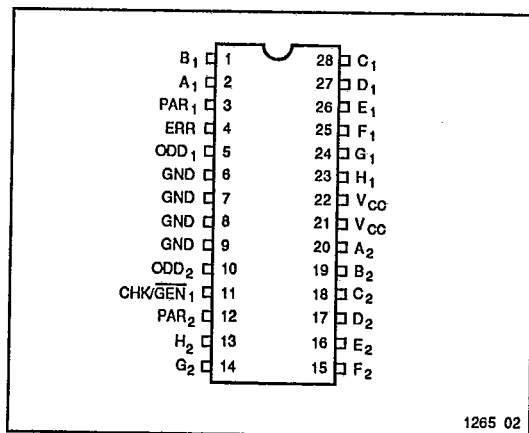 B1 1 28 C1
A1 2 27 D1
PAR1 3 26 E1
ERR 4 25 F1
ODD1 5 24 G1
GND 6 23 H1
GND 7 22 VCC
GND 8 21 VCC
GND 9 20 A2
ODD2 10 19 B2
CHK/GEN1 11 18 C2
PAR2 12 17 D2
H2 13 16 E2
G2 14 15 F2
1265 02